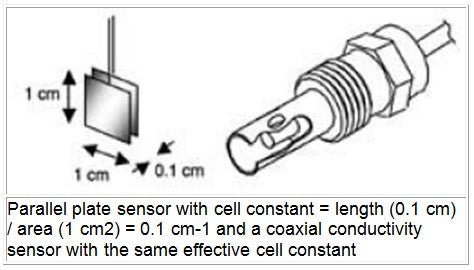 1 cm
0.1 cm
1 cm
Parallel plate sensor with cell constant = length (0.1 cm)
/ area (1 cm2) = 0.1 cm-1 and a coaxial conductivity
sensor with the same effective cell constant